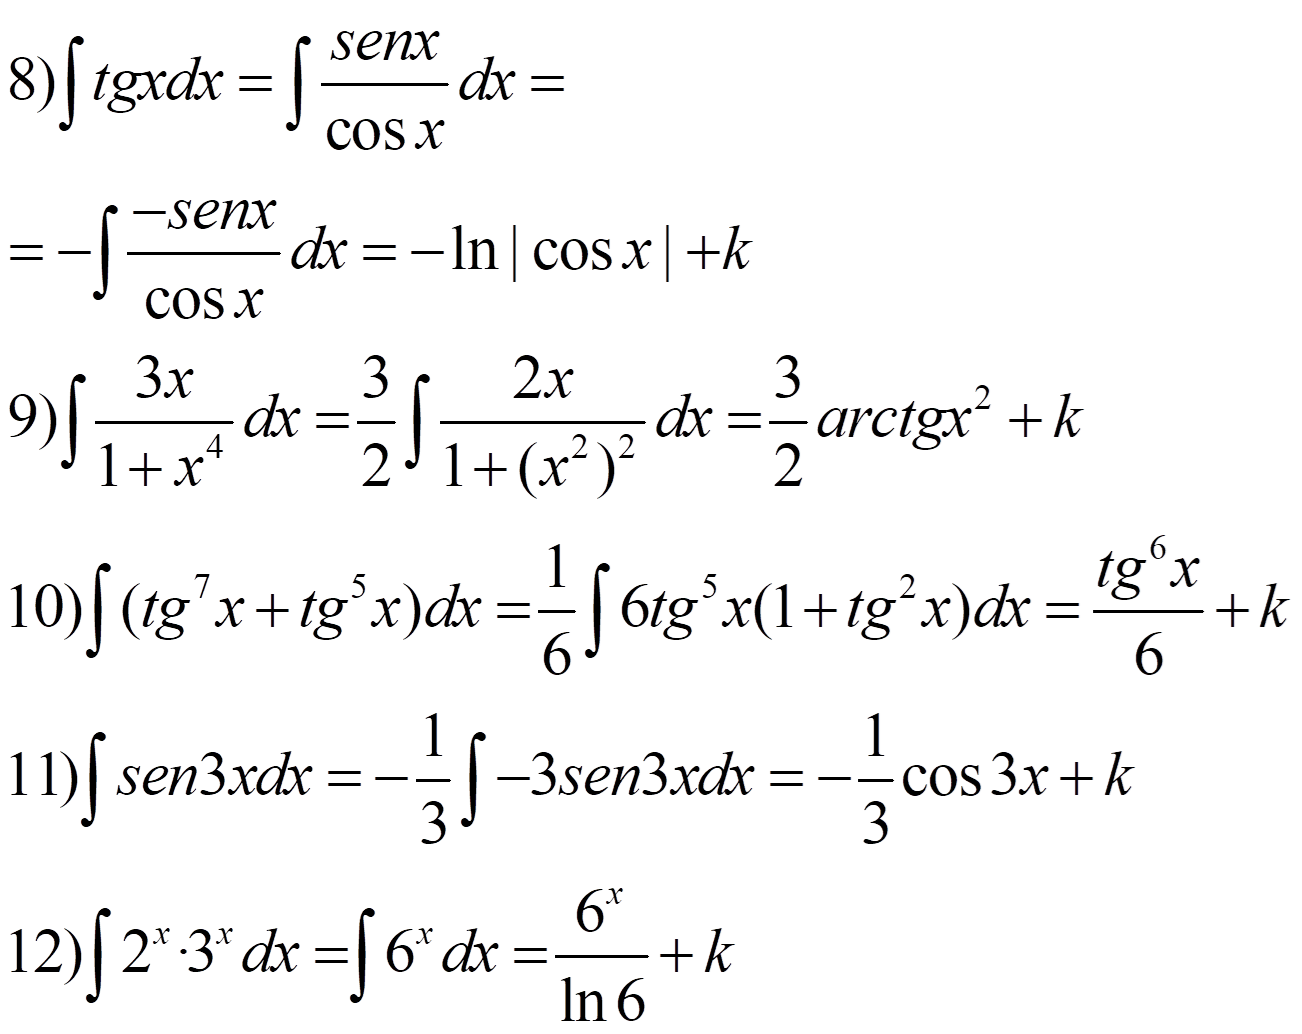 8)∫ tgxdx = ∫ senx/cos x dx =
= −∫ −senx/cos x dx = −ln | cos x | +k
9)∫ 3x/(1+x⁴) dx = 3/2 ∫ 2x/(1+(x²)²) dx = 3/2 arctgx² + k
10)∫ (tg⁷x + tg⁵x)dx = 1/6 ∫ 6tg⁵x(1+tg²x)dx = tg⁶x/6 + k
11)∫ sen3xdx = −1/3 ∫ −3sen3xdx = −1/3 cos 3x + k
12)∫ 2ˣ·3ˣ dx = ∫ 6ˣ dx = 6ˣ/ln 6 + k